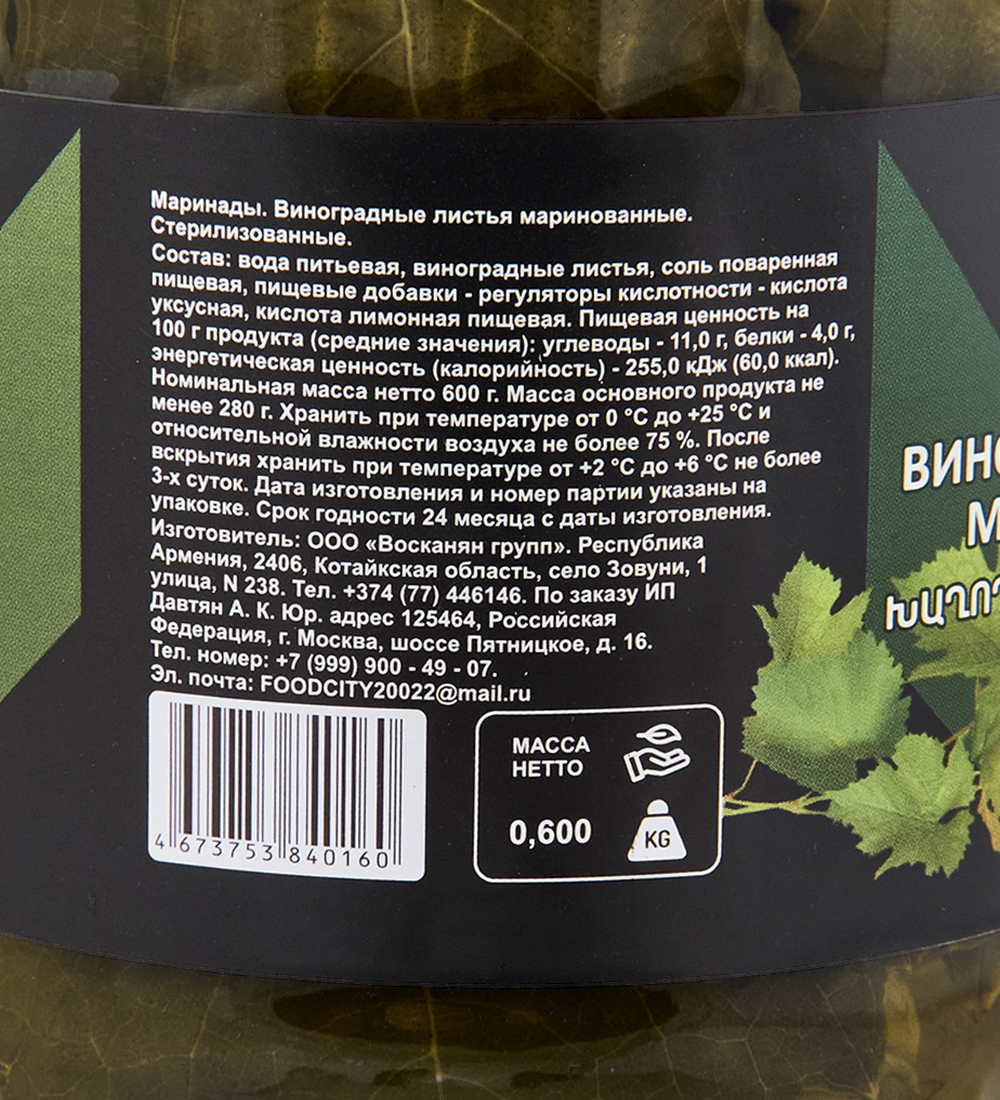 Маринады. Виноградные листья маринованные.
Стерилизованные.
Состав: вода питьевая, виноградные листья, соль поваренная
пищевая, пищевые добавки - регуляторы кислотности - кислота
уксусная, кислота лимонная пищевая. Пищевая ценность на
100 г продукта (средние значения): углеводы - 11,0 г, белки - 4,0 г,
энергетическая ценность (калорийность) - 255,0 кДж (60,0 ккал).
Номинальная масса нетто 600 г. Масса основного продукта не
менее 280 г. Хранить при температуре от 0 °С до +25 °С и
относительной влажности воздуха не более 75 %. После
вскрытия хранить при температуре от +2 °С до +6 °С не более
3-х суток. Дата изготовления и номер партии указаны на
упаковке. Срок годности 24 месяца с даты изготовления.
Изготовитель: ООО «Восканян групп». Республика
Армения, 2406, Котайкская область, село Зовуни, 1
улица, N 238. Тел. +374 (77) 446146. По заказу ИП
Давтян А. К. Юр. адрес 125464, Российская
Федерация, г. Москва, шоссе Пятницкое, д. 16.
Тел. номер: +7 (999) 900 - 49 - 07.
Эл. почта: FOODCITY20022@mail.ru
4 673753 840160
МАССА
НЕТТО
0,600
KG